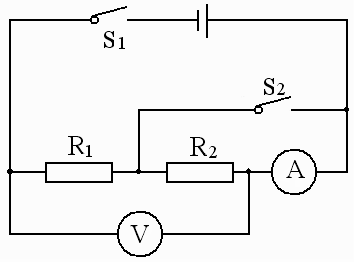 S₁
S₂
R₁ R₂ A
V